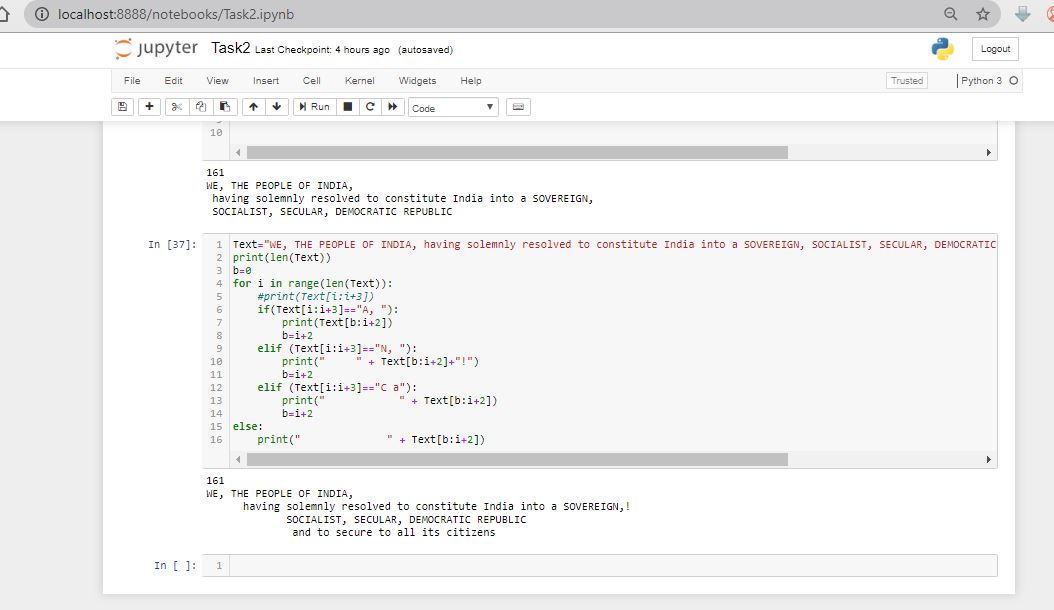 localhost:8888/notebooks/Task2.ipynb
jupyter Task2 Last Checkpoint: 4 hours ago (autosaved) Logout
File Edit View Insert Cell Kernel Widgets Help Trusted Python 3
Run Code
10
161
WE, THE PEOPLE OF INDIA,
 having solemnly resolved to constitute India into a SOVEREIGN,
 SOCIALIST, SECULAR, DEMOCRATIC REPUBLIC
In [37]:
1 Text="WE, THE PEOPLE OF INDIA, having solemnly resolved to constitute India into a SOVEREIGN, SOCIALIST, SECULAR, DEMOCRATIC
2 print(len(Text))
3 b=0
4 for i in range(len(Text)):
5     #print(Text[i:i+3])
6     if(Text[i:i+3]=="A, "):
7         print(Text[b:i+2])
8         b=i+2
9     elif (Text[i:i+3]=="N, "):
10         print("     " + Text[b:i+2]+"!")
11         b=i+2
12     elif (Text[i:i+3]=="C a"):
13         print("            " + Text[b:i+2])
14         b=i+2
15 else:
16     print("              " + Text[b:i+2])
161
WE, THE PEOPLE OF INDIA,
      having solemnly resolved to constitute India into a SOVEREIGN,!
             SOCIALIST, SECULAR, DEMOCRATIC REPUBLIC
              and to secure to all its citizens
In [ ]: 1